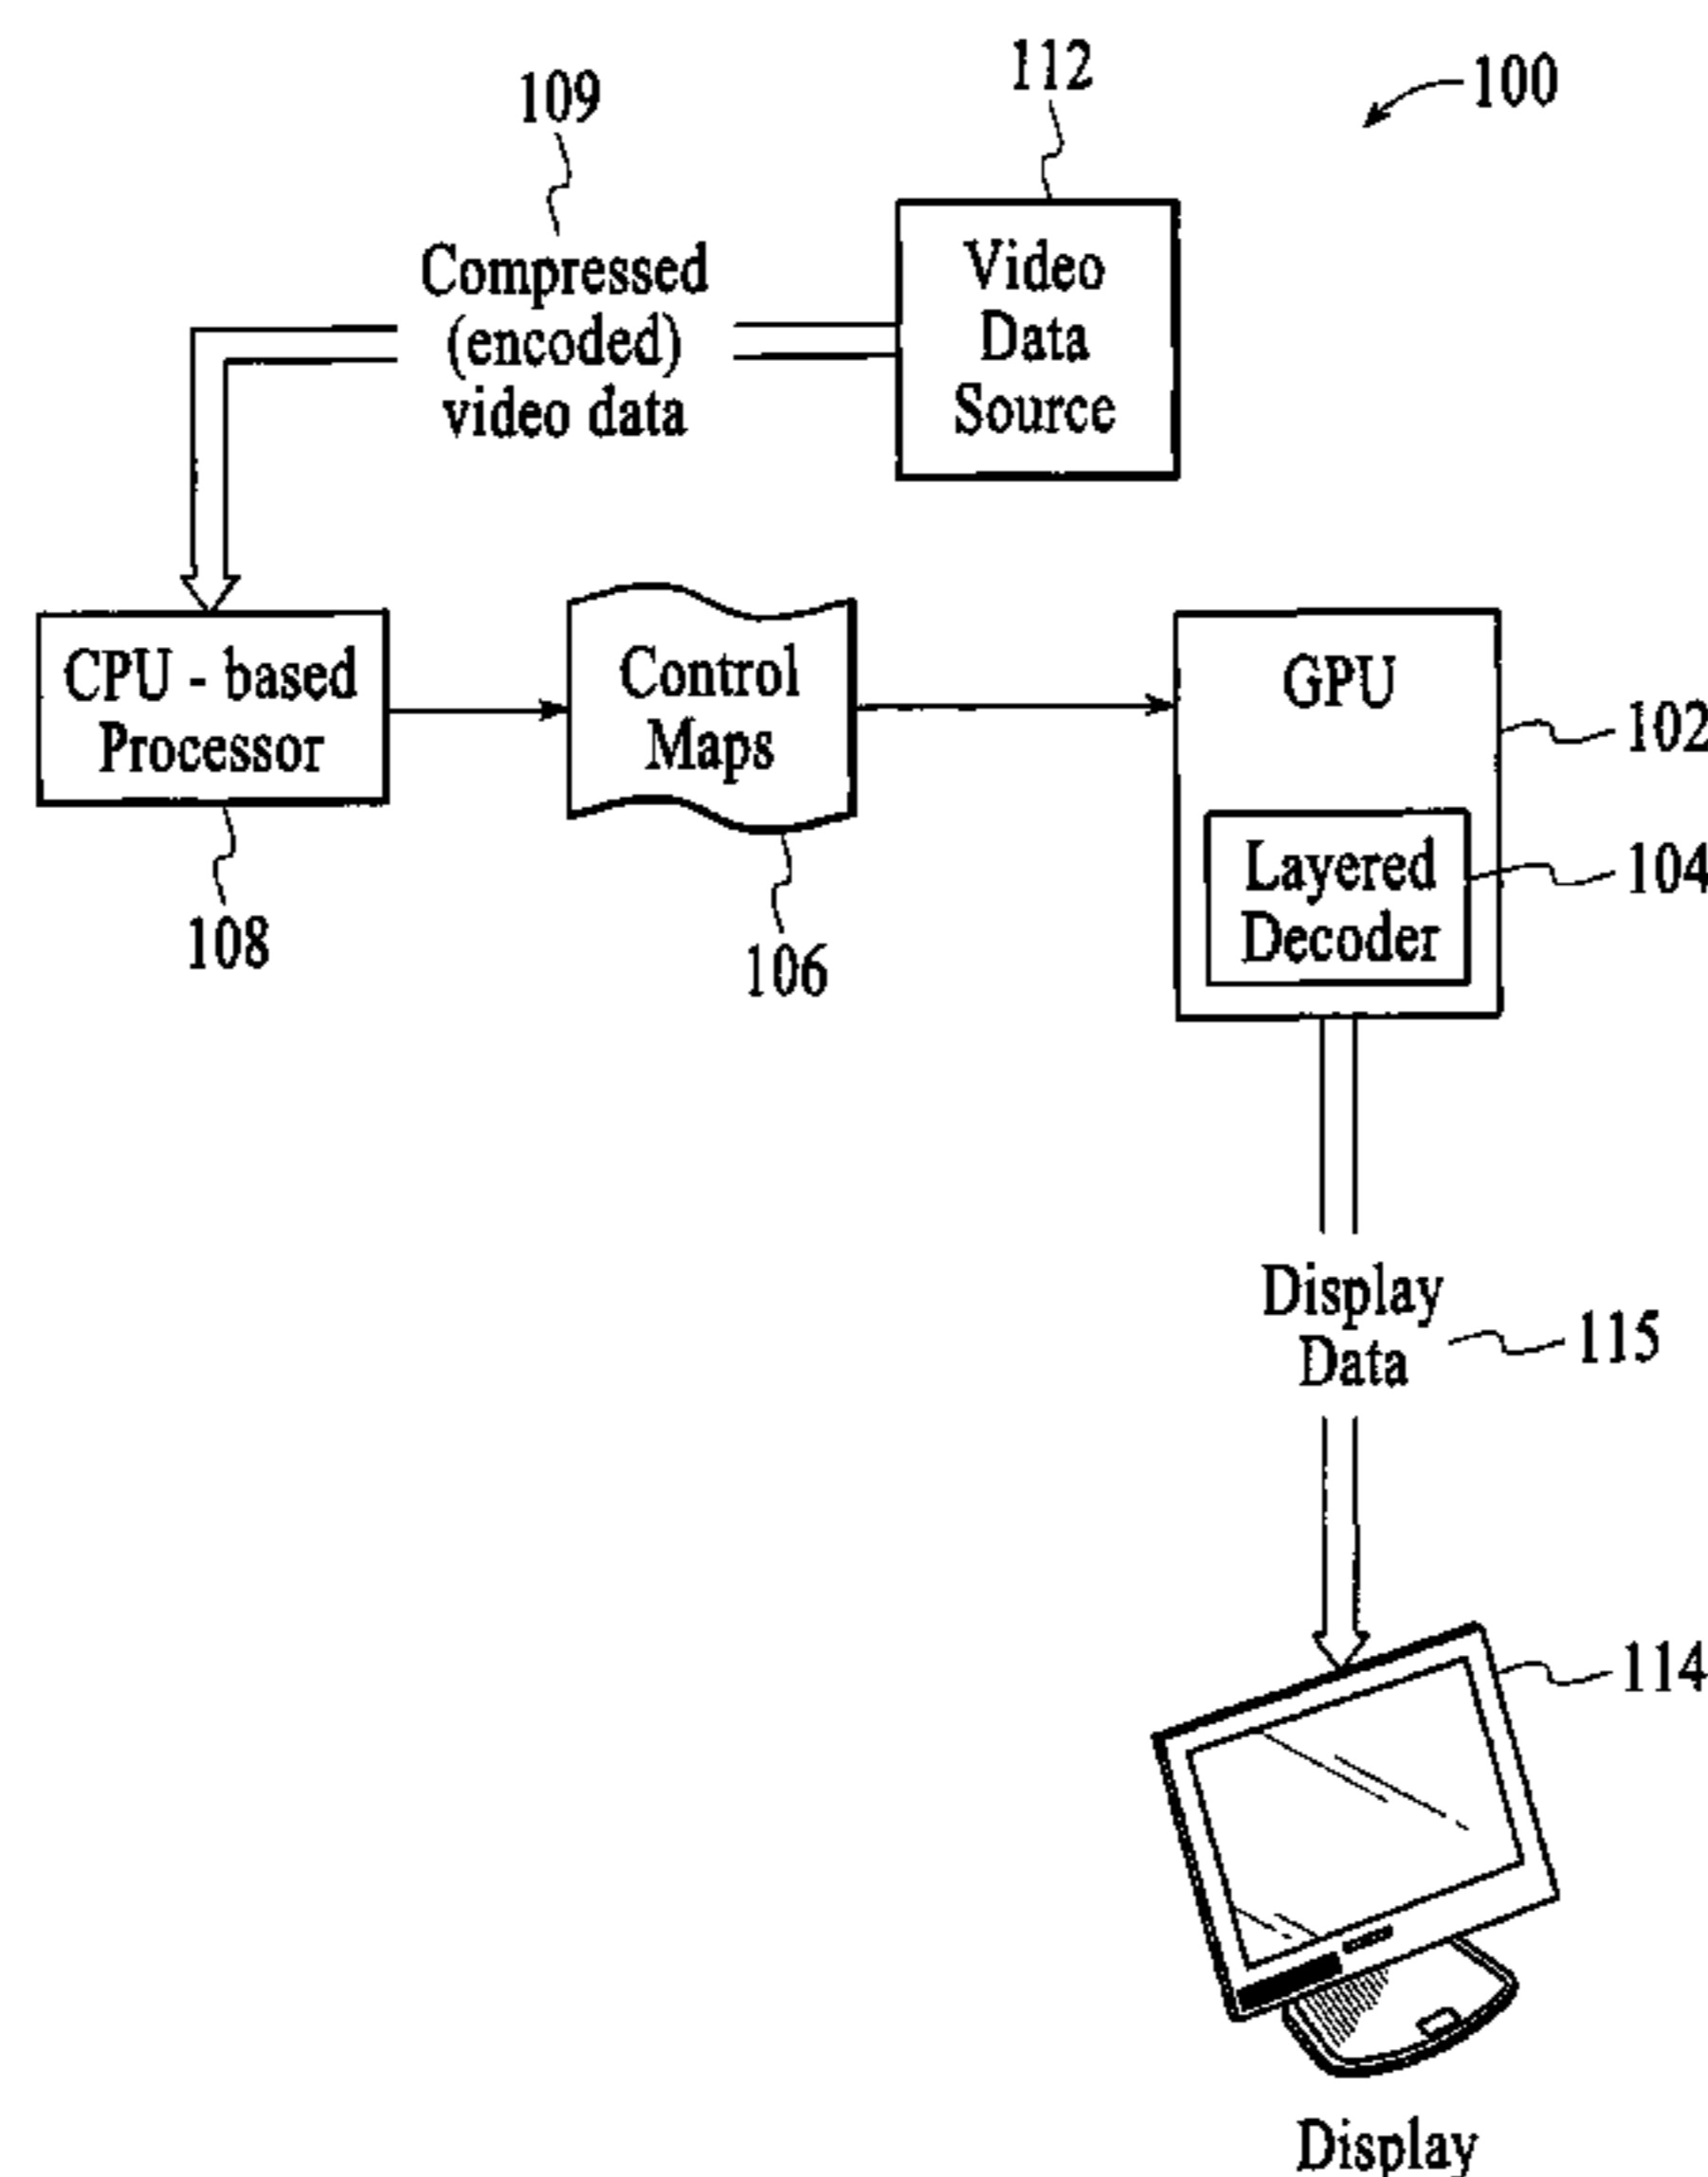 112
100
109
Video
Data
Source
Compressed
(encoded)
video data
CPU - based
Processor
Control
Maps
GPU
102
Layered
Decoder
104
108
106
Display
Data
115
114
Display